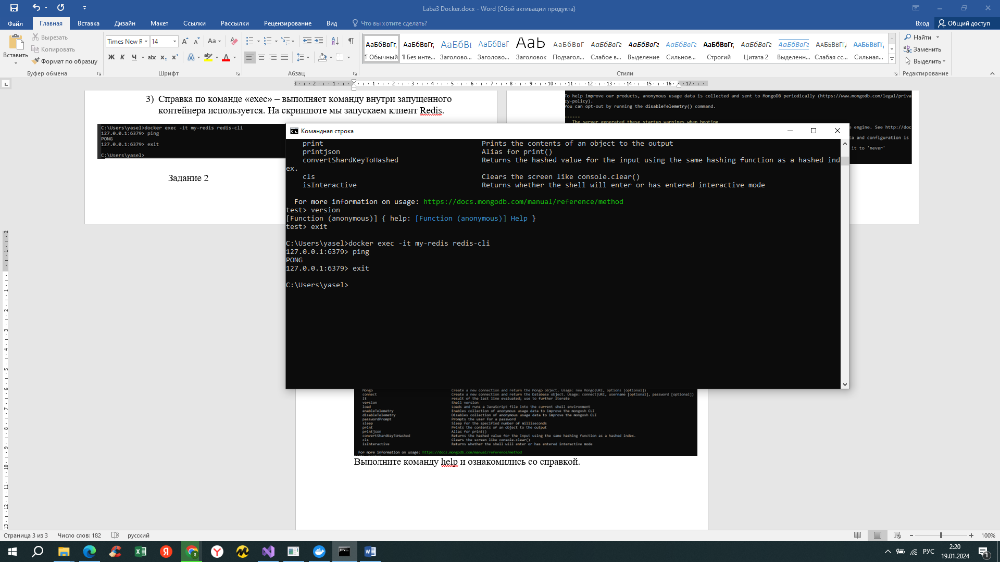 Laba3 Docker.docx - Word (Сбой активации продукта)
Файл Главная Вставка Дизайн Макет Ссылки Рассылки Рецензирование Вид Что вы хотите сделать? Вход Общий доступ
Вставить
Вырезать
Копировать
Формат по образцу
Буфер обмена
Times New R 14
Шрифт
Абзац
АаБбВвГг, АаБбВвГг, АаБбВі АаБбВвГ Ааb АаБбВвГ АаБбВвГг АаБбВвГг АаБбВвГг АаБбВвГг, АаБбВвГг АаБбВвГг АаБбВвГг, АаБбВвГг,
¶ Обычный ¶ Без инте... Заголово... Заголово... Заголовок Подзагол... Слабое в... Выделение Сильное... Строгий Цитата 2 Выделенн... Слабая сс... Сильная...
Стили
Найти
Заменить
Выделить
Редактирование
3) Справка по команде «exec» – выполняет команду внутри запущенного
контейнера используется. На скриншоте мы запускаем клиент Redis.
C:\Users\yasel>docker exec -it my-redis redis-cli
127.0.0.1:6379> ping
PONG
127.0.0.1:6379> exit
C:\Users\yasel>
Задание 2
To help improve our products, anonymous usage data is collected and sent to MongoDB periodically (https://www.mongodb.com/legal/priva
cy-policy).
You can opt-out by running the disableTelemetry() command.
------
The server generated these startup warnings when booting
e engine. See http://doc
ta and configuration is
it to 'never'
Командная строка
print Prints the contents of an object to the output
printjson Alias for print()
convertShardKeyToHashed Returns the hashed value for the input using the same hashing function as a hashed ind
ex.
cls Clears the screen like console.clear()
isInteractive Returns whether the shell will enter or has entered interactive mode
For more information on usage: https://docs.mongodb.com/manual/reference/method
test> version
[Function (anonymous)] { help: [Function (anonymous)] Help }
test> exit
C:\Users\yasel>docker exec -it my-redis redis-cli
127.0.0.1:6379> ping
PONG
127.0.0.1:6379> exit
C:\Users\yasel>
Mongo Create a new connection and return the Mongo object. Usage: new Mongo(URI, options [optional])
connect Create a new connection and return the Database object. Usage: connect(URI, username [optional], password [optional])
it result of the last line evaluated; use to further iterate
version Shell version
load Loads and runs a JavaScript file into the current shell environment
enableTelemetry Enables collection of anonymous usage data to improve the mongosh CLI
disableTelemetry Disables collection of anonymous usage data to improve the mongosh CLI
passwordPrompt Prompts the user for a password
sleep Sleep for the specified number of milliseconds
print Prints the contents of an object to the output
printjson Alias for print()
convertShardKeyToHashed Returns the hashed value for the input using the same hashing function as a hashed index.
cls Clears the screen like console.clear()
isInteractive Returns whether the shell will enter or has entered interactive mode
For more information on usage: https://docs.mongodb.com/manual/reference/method
Выполните команду help и ознакомились со справкой.
Страница 3 из 3 Число слов: 182 русский 100%
РУС
2:20
19.01.2024
1